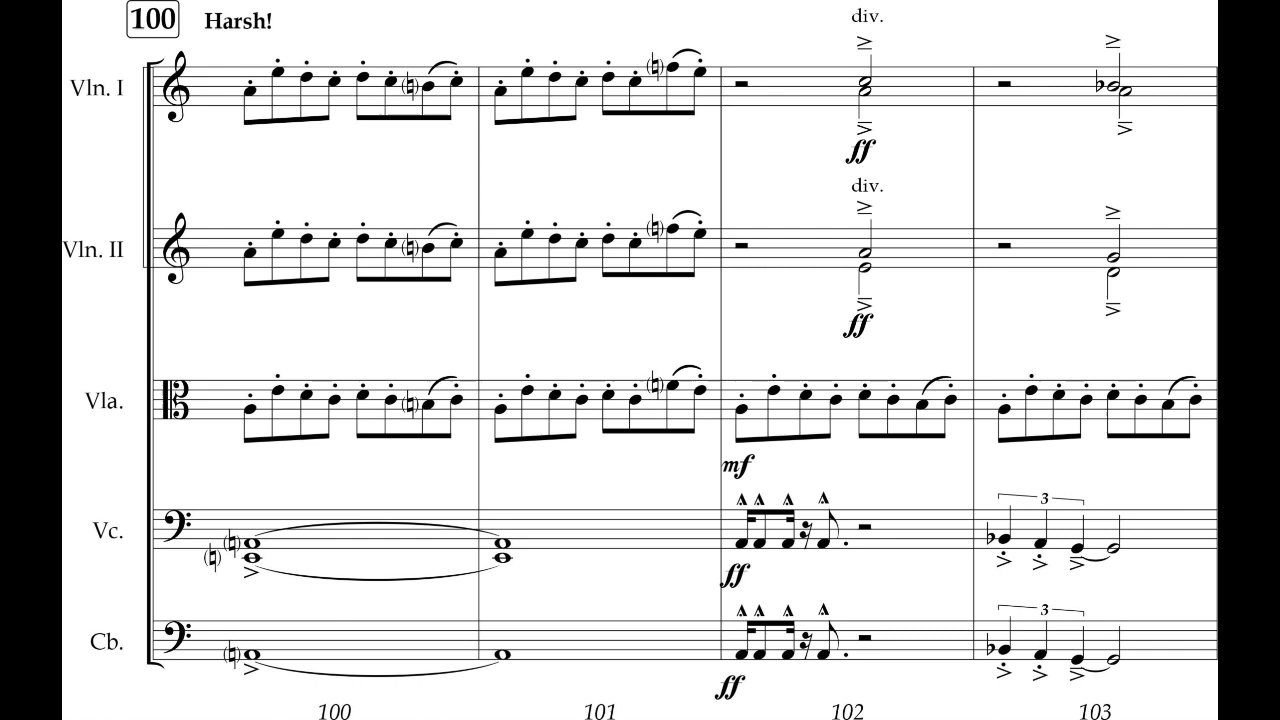 100 Harsh!
div.
Vln. I
ff
div.
Vln. II
ff
Vla.
mf
3
Vc.
ff
3
Cb.
ff
100 101 102 103